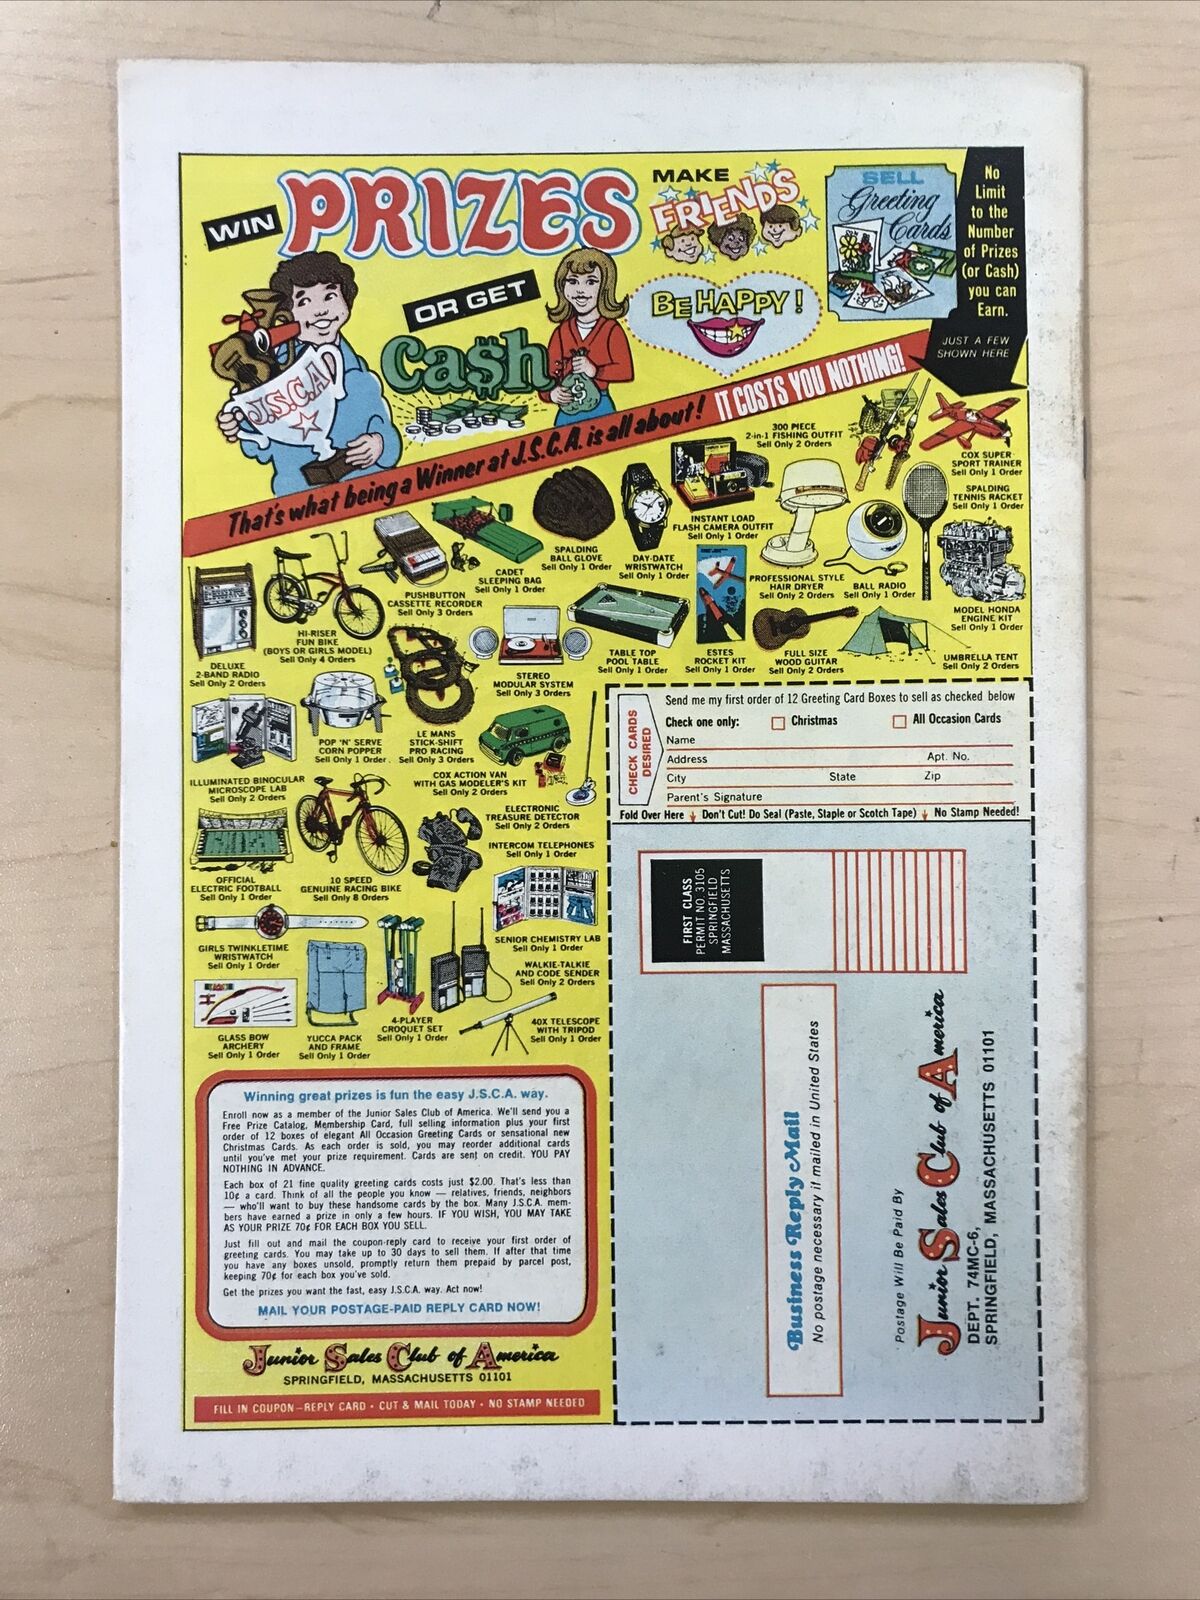 WIN PRIZES
OR GET
Ca$h
J.S.C.A
$
MAKE
FRIENDS
BE HAPPY!
SELL
Greeting
Cards
No
Limit
to the
Number
of Prizes
(or Cash)
you can
Earn.
JUST A FEW
SHOWN HERE
That's what being a Winner at J.S.C.A. is all about! IT COSTS YOU NOTHING!
300 PIECE
2-in-1 FISHING OUTFIT
Sell Only 2 Orders
COX SUPER
SPORT TRAINER
Sell Only 1 Order
SPALDING
TENNIS RACKET
Sell Only 1 Order
INSTANT LOAD
FLASH CAMERA OUTFIT
Sell Only 1 Order
SPALDING
BALL GLOVE
Sell Only 1 Order
DAY-DATE
WRISTWATCH
Sell Only 1 Order
CADET
SLEEPING BAG
Sell Only 1 Order
PROFESSIONAL STYLE
HAIR DRYER
Sell Only 2 Orders
BALL RADIO
Sell Only 1 Order
PUSHBUTTON
CASSETTE RECORDER
Sell Only 3 Orders
MODEL HONDA
ENGINE KIT
Sell Only 1 Order
HI-RISER
FUN BIKE
(BOYS OR GIRLS MODEL)
Sell Only 4 Orders
DELUXE
2-BAND RADIO
Sell Only 2 Orders
STEREO
MODULAR SYSTEM
Sell Only 3 Orders
TABLE TOP
POOL TABLE
Sell Only 1 Order
ESTES
ROCKET KIT
Sell Only 1 Order
FULL SIZE
WOOD GUITAR
Sell Only 2 Orders
UMBRELLA TENT
Sell Only 2 Orders
POP 'N' SERVE
CORN POPPER
Sell Only 1 Order
LE MANS
STICK-SHIFT
PRO RACING
Sell Only 3 Orders
ILLUMINATED BINOCULAR
MICROSCOPE LAB
Sell Only 2 Orders
COX ACTION VAN
WITH GAS MODELER'S KIT
Sell Only 2 Orders
ELECTRONIC
TREASURE DETECTOR
Sell Only 2 Orders
INTERCOM TELEPHONES
Sell Only 1 Order
OFFICIAL
ELECTRIC FOOTBALL
Sell Only 1 Order
10 SPEED
GENUINE RACING BIKE
Sell Only 8 Orders
SENIOR CHEMISTRY LAB
Sell Only 1 Order
GIRLS TWINKLETIME
WRISTWATCH
Sell Only 1 Order
WALKIE-TALKIE
AND CODE SENDER
Sell Only 2 Orders
GLASS BOW
ARCHERY
Sell Only 1 Order
YUCCA PACK
AND FRAME
Sell Only 1 Order
4-PLAYER
CROQUET SET
Sell Only 1 Order
40X TELESCOPE
WITH TRIPOD
Sell Only 1 Order
Winning great prizes is fun the easy J.S.C.A. way.
Enroll now as a member of the Junior Sales Club of America. We'll send you a
Free Prize Catalog, Membership Card, full selling information plus your first
order of 12 boxes of elegant All Occasion Greeting Cards or sensational new
Christmas Cards. As each order is sold, you may reorder additional cards
until you've met your prize requirement. Cards are sent on credit. YOU PAY
NOTHING IN ADVANCE.
Each box of 21 fine quality greeting cards costs just $2.00. That's less than
10¢ a card. Think of all the people you know — relatives, friends, neighbors
— who'll want to buy these handsome cards by the box. Many J.S.C.A. mem-
bers have earned a prize in only a few hours. IF YOU WISH, YOU MAY TAKE
AS YOUR PRIZE 70¢ FOR EACH BOX YOU SELL.
Just fill out and mail the coupon-reply card to receive your first order of
greeting cards. You may take up to 30 days to sell them. If after that time
you have any boxes unsold, promptly return them prepaid by parcel post,
keeping 70¢ for each box you've sold.
Get the prizes you want the fast, easy J.S.C.A. way. Act now!
MAIL YOUR POSTAGE-PAID REPLY CARD NOW!
Junior Sales Club of America
SPRINGFIELD, MASSACHUSETTS 01101
FILL IN COUPON—REPLY CARD • CUT & MAIL TODAY • NO STAMP NEEDED
CHECK CARDS
DESIRED
Send me my first order of 12 Greeting Card Boxes to sell as checked below
Check one only: Christmas All Occasion Cards
Name
Address Apt. No.
City State Zip
Parent's Signature
Fold Over Here Don't Cut! Do Seal (Paste, Staple or Scotch Tape) No Stamp Needed!
FIRST CLASS
PERMIT NO 3105
SPRINGFIELD
MASSACHUSETTS
Business Reply Mail
No postage necessary if mailed in United States
Postage Will Be Paid By
Junior Sales Club of America
DEPT. 74MC-6,
SPRINGFIELD, MASSACHUSETTS 01101